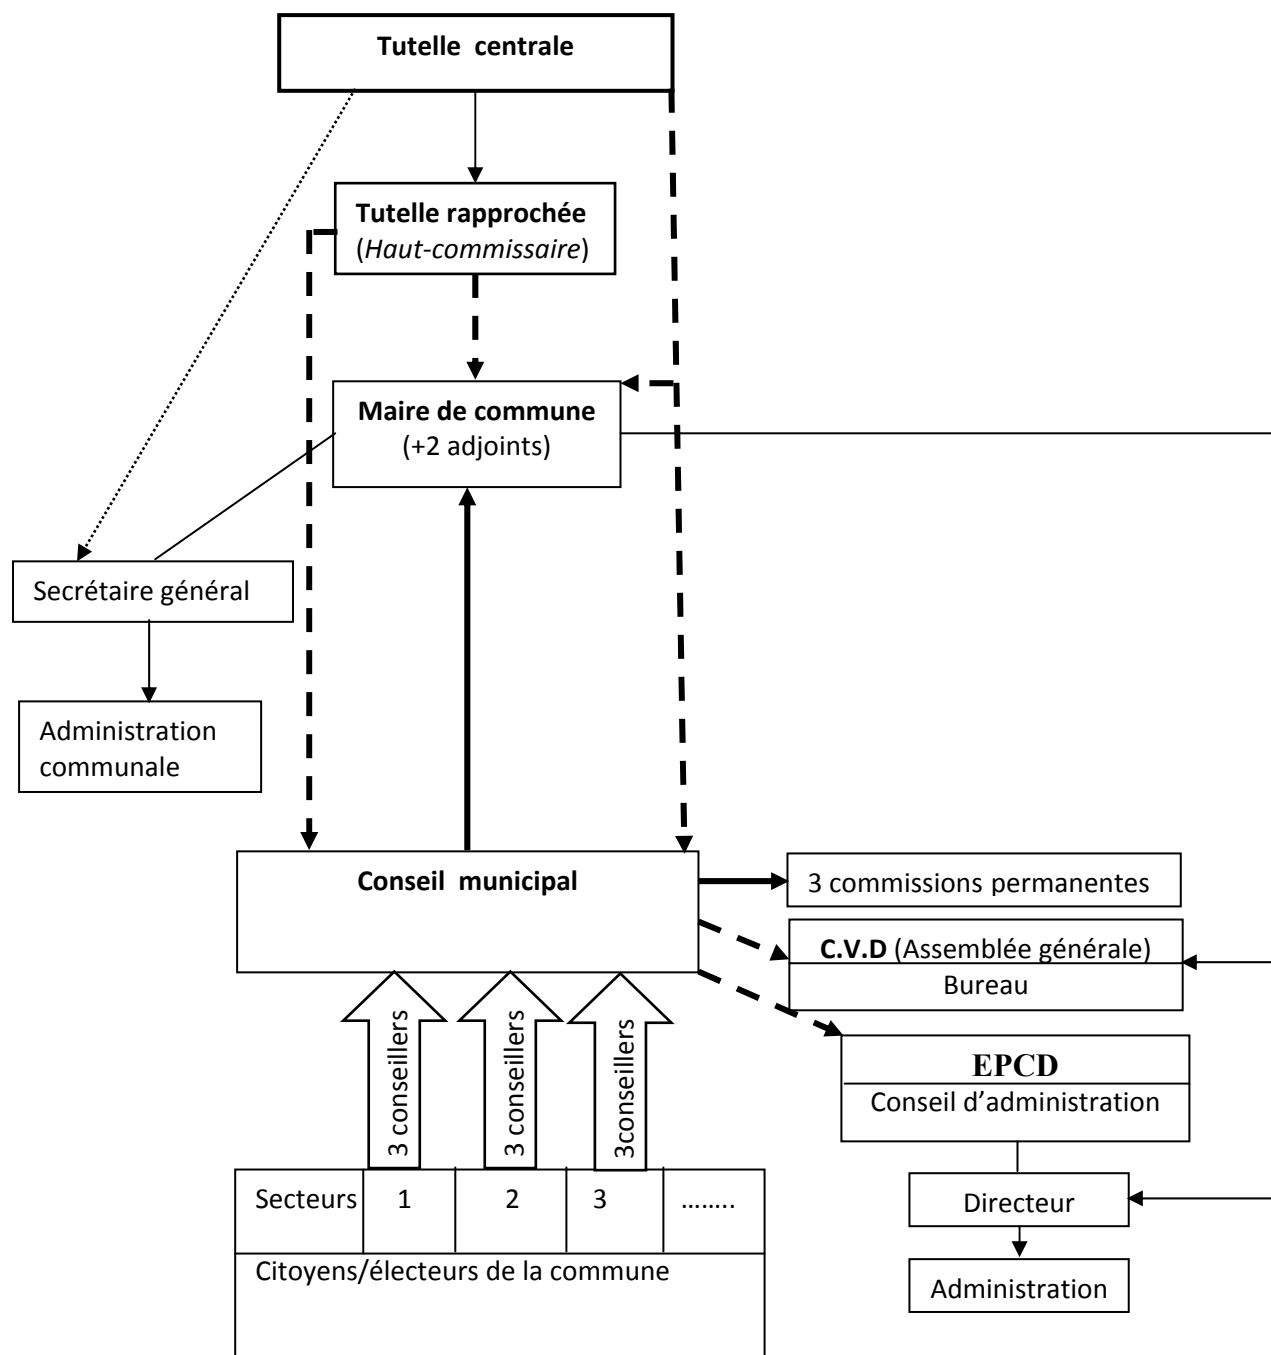 Tutelle centrale
Tutelle rapprochée
(Haut-commissaire)
Maire de commune
(+2 adjoints)
Secrétaire général
Administration
communale
Conseil municipal
3 commissions permanentes
C.V.D (Assemblée générale)
Bureau
3 conseillers
3 conseillers
3conseillers
EPCD
Conseil d’administration
Secteurs 1 2 3 ........
Directeur
Citoyens/électeurs de la commune
Administration